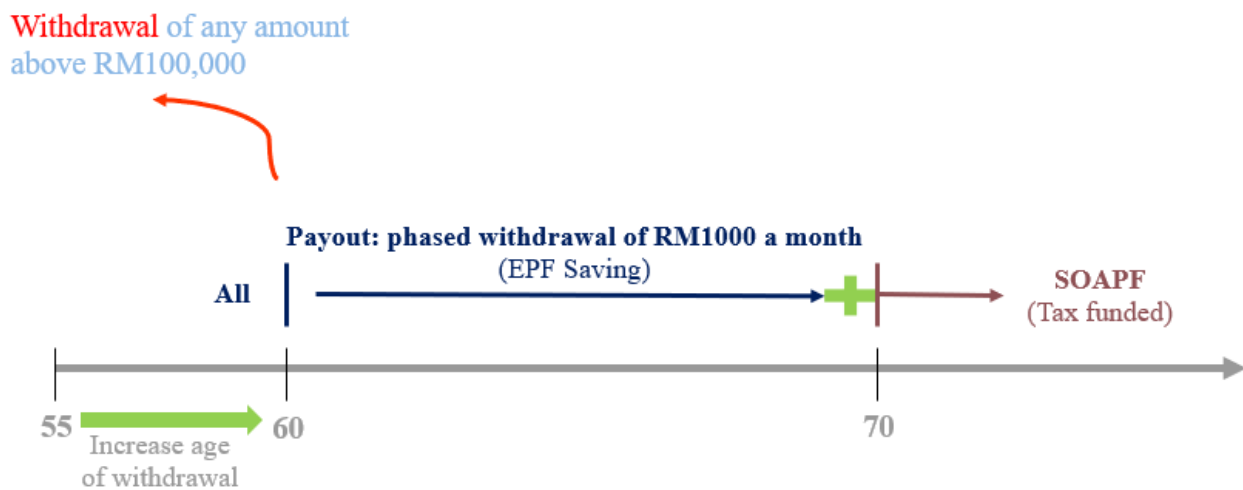 Withdrawal of any amount
above RM100,000
Payout: phased withdrawal of RM1000 a month
(EPF Saving)
All
SOAPF
(Tax funded)
55
60
70
Increase age
of withdrawal